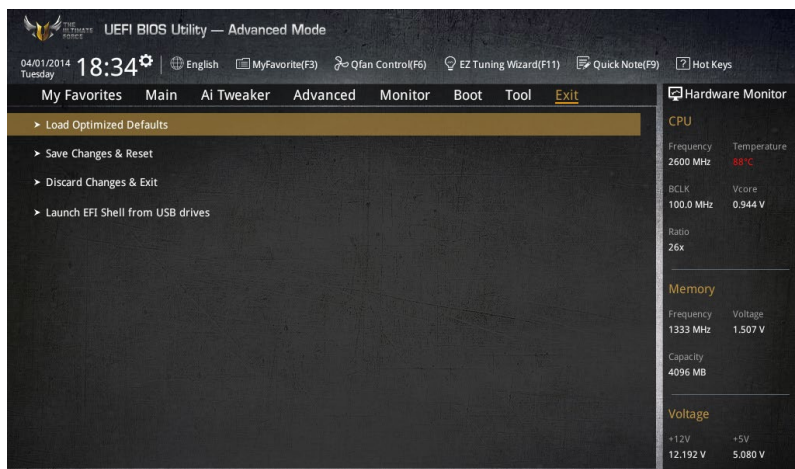 THE ULTIMATE FORCE
UEFI BIOS Utility — Advanced Mode
04/01/2014
Tuesday
18:34
English
MyFavorite(F3)
Qfan Control(F6)
EZ Tuning Wizard(F11)
Quick Note(F9)
? Hot Keys
My Favorites Main Ai Tweaker Advanced Monitor Boot Tool Exit
> Load Optimized Defaults
> Save Changes & Reset
> Discard Changes & Exit
> Launch EFI Shell from USB drives
Hardware Monitor
CPU
Frequency Temperature
2600 MHz 88°C
BCLK Vcore
100.0 MHz 0.944 V
Ratio
26x
Memory
Frequency Voltage
1333 MHz 1.507 V
Capacity
4096 MB
Voltage
+12V +5V
12.192 V 5.080 V